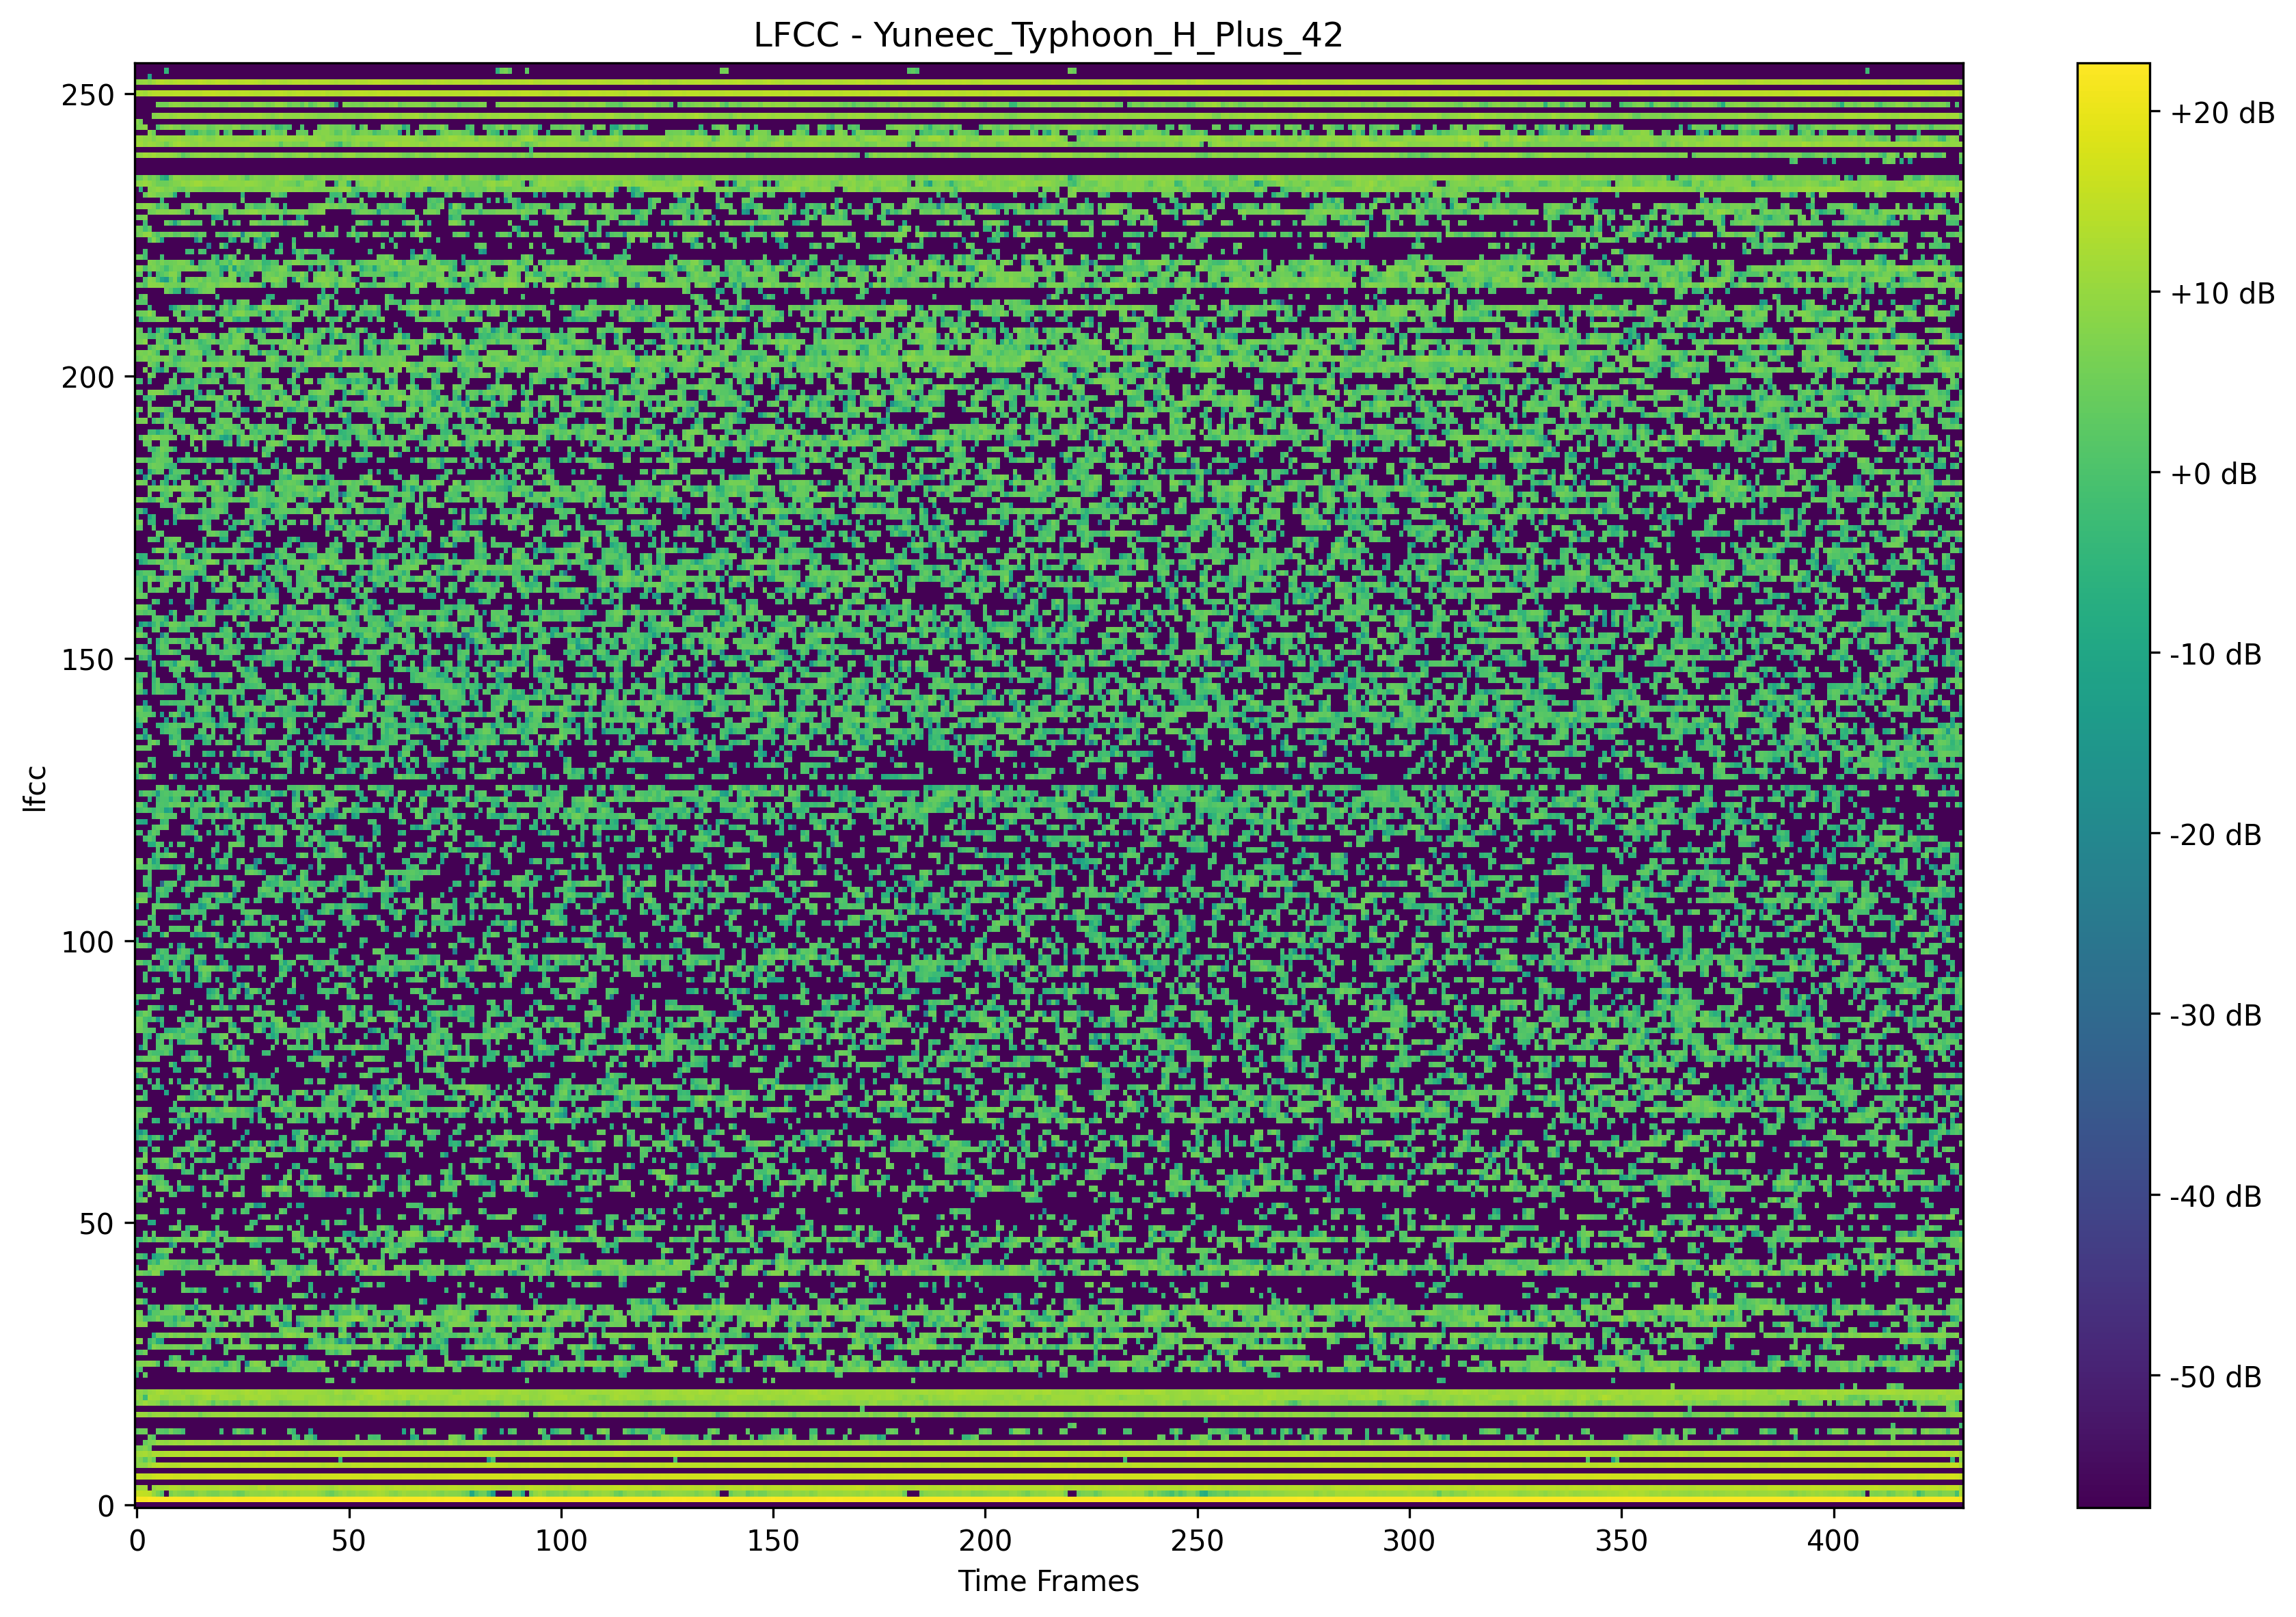 LFCC - Yuneec_Typhoon_H_Plus_42
250
200
150
100
50
0
lfcc
0 50 100 150 200 250 300 350 400
Time Frames
+20 dB
+10 dB
+0 dB
-10 dB
-20 dB
-30 dB
-40 dB
-50 dB